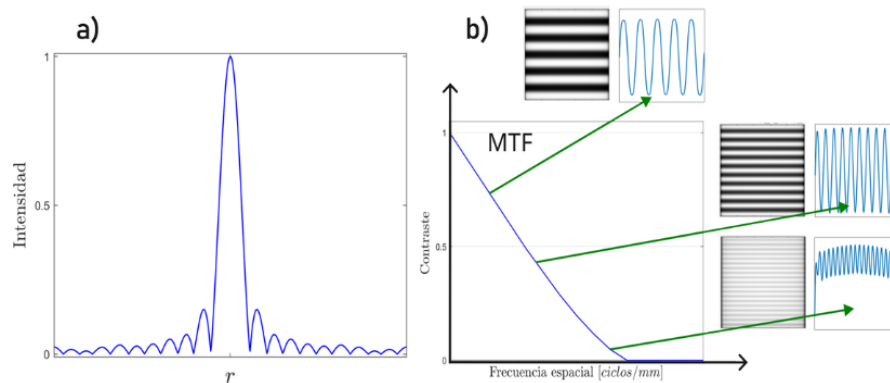 a)
Intensidad
1
0.5
0
r
b)
MTF
Contraste
1
0.5
0
Frecuencia espacial [ciclos/mm]